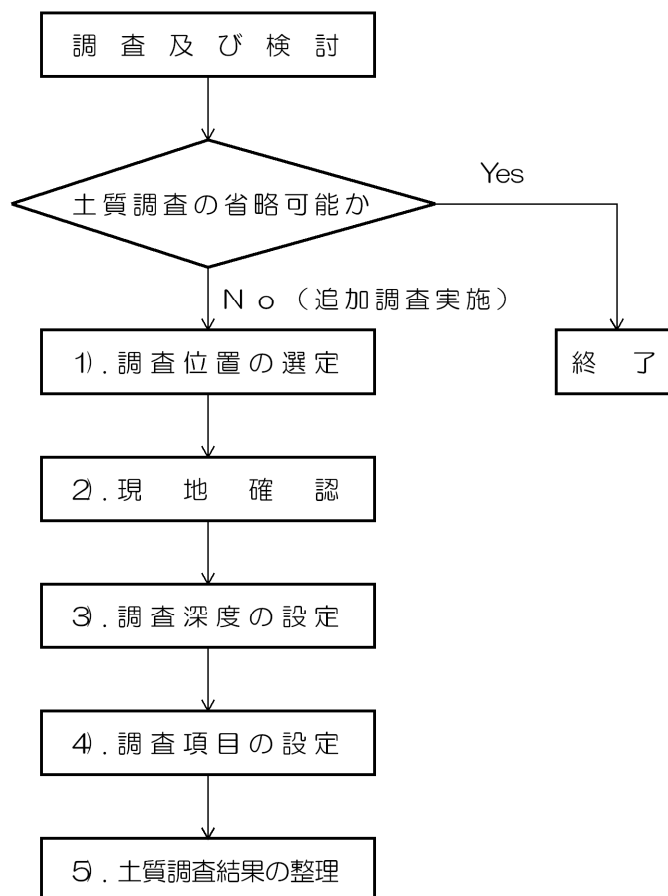 調査及び検討
土質調査の省略可能か
Yes
No（追加調査実施）
1).調査位置の選定
終了
2).現地確認
3).調査深度の設定
4).調査項目の設定
5).土質調査結果の整理